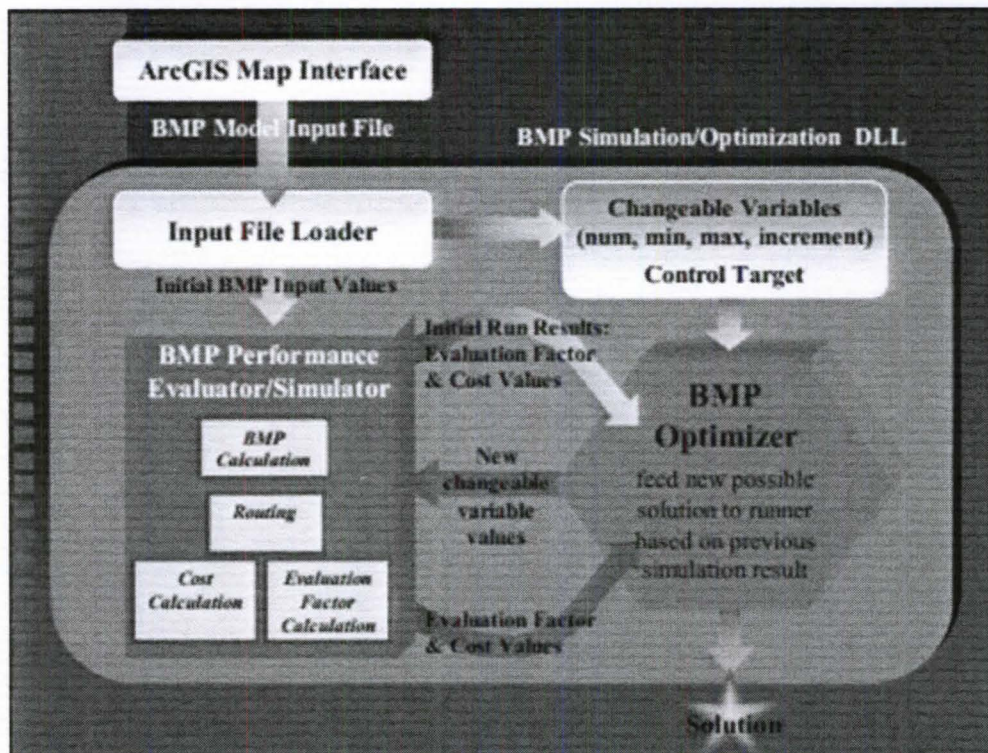 ArcGIS Map Interface
BMP Model Input File
BMP Simulation/Optimization DLL
Input File Loader
Changeable Variables
(num, min, max, increment)
Control Target
Initial BMP Input Values
BMP Performance
Evaluator/Simulator
BMP
Calculation
Routing
Cost
Calculation
Evaluation
Factor
Calculation
Initial Run Results:
Evaluation Factor
& Cost Values
New
changeable
variable
values
Evaluation Factor
& Cost Values
BMP
Optimizer
feed new possible
solution to runner
based on previous
simulation result
Solution